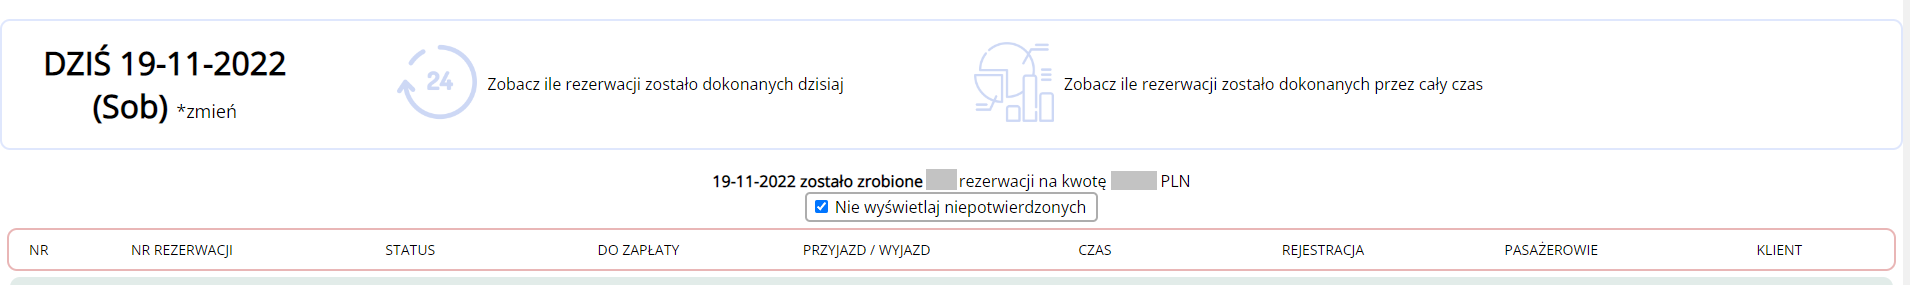 DZIŚ 19-11-2022
(Sob) *zmień
24
Zobacz ile rezerwacji zostało dokonanych dzisiaj
Zobacz ile rezerwacji zostało dokonanych przez cały czas
19-11-2022 zostało zrobione rezerwacji na kwotę PLN
Nie wyświetlaj niepotwierdzonych
NR NR REZERWACJI STATUS DO ZAPŁATY PRZYJAZD / WYJAZD CZAS REJESTRACJA PASAŻEROWIE KLIENT